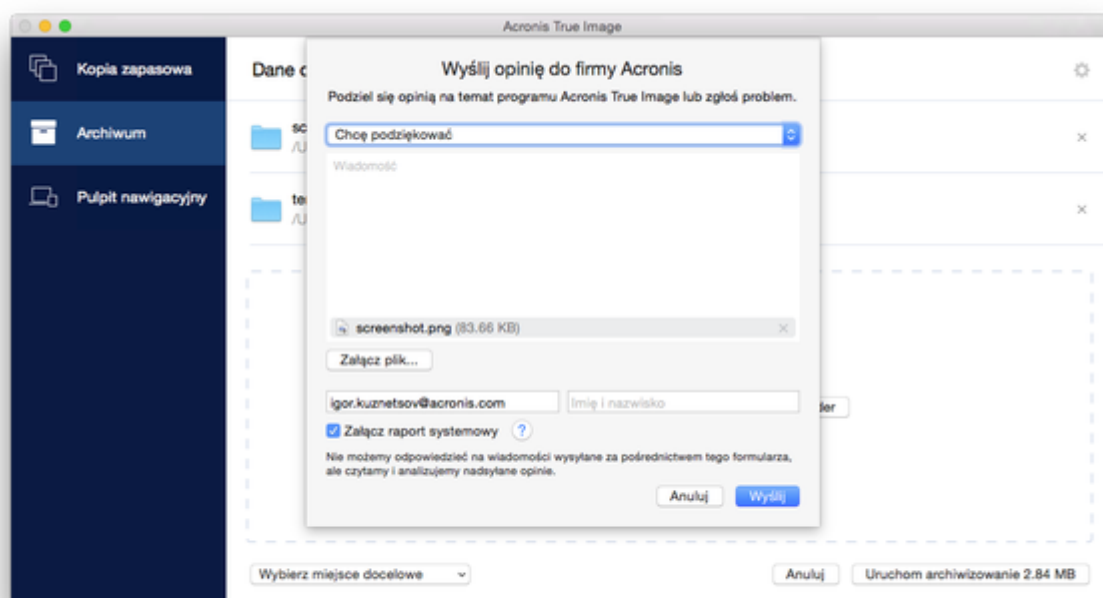 Acronis True Image
Kopia zapasowa
Archiwum
Pulpit nawigacyjny
Dane
Wyślij opinię do firmy Acronis
Podziel się opinią na temat programu Acronis True Image lub zgłoś problem.
Chcę podziękować
Wiadomość
screenshot.png (83.66 KB)
Załącz plik...
igor.kuznetsov@acronis.com Imię i nazwisko
Załącz raport systemowy ?
Nie możemy odpowiedzieć na wiadomości wysyłane za pośrednictwem tego formularza,
ale czytamy i analizujemy nadsyłane opinie.
Anuluj Wyślij
Wybierz miejsce docelowe Anuluj Uruchom archiwizowanie 2.84 MB